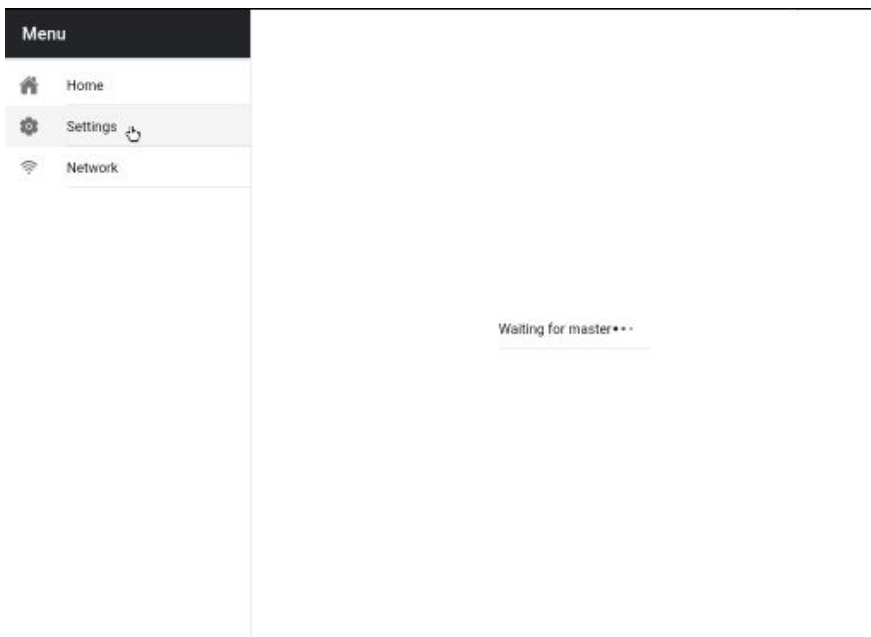 Menu
Home
Settings
Network
Waiting for master•••